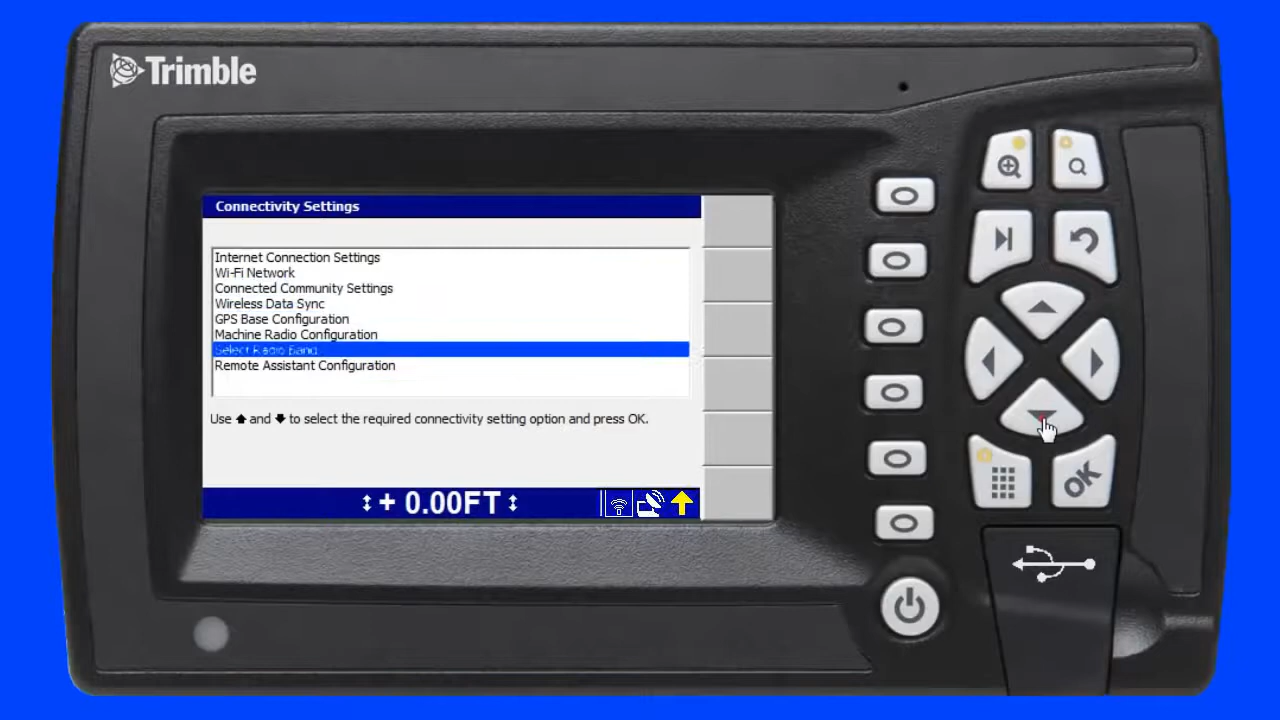 Trimble
Connectivity Settings
Internet Connection Settings
Wi-Fi Network
Connected Community Settings
Wireless Data Sync
GPS Base Configuration
Machine Radio Configuration
Select Radio Band
Remote Assistant Configuration
Use 🡅 and 🡇 to select the required connectivity setting option and press OK.
↕ + 0.00FT ↕
OK